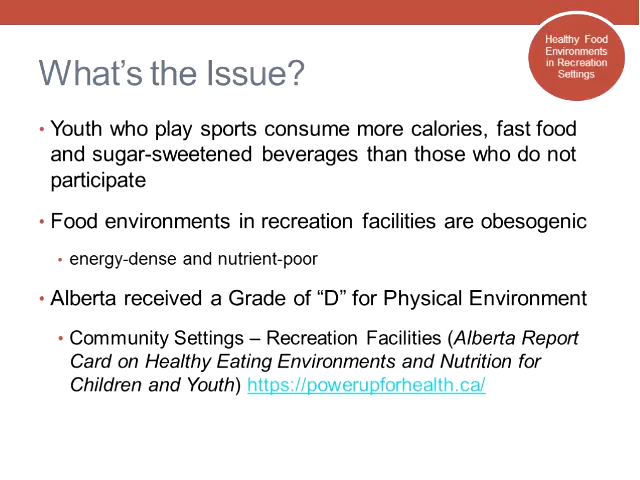 Healthy Food
Environments
in Recreation
Settings
What's the Issue?
• Youth who play sports consume more calories, fast food
and sugar-sweetened beverages than those who do not
participate
• Food environments in recreation facilities are obesogenic
• energy-dense and nutrient-poor
• Alberta received a Grade of “D” for Physical Environment
• Community Settings – Recreation Facilities (Alberta Report
Card on Healthy Eating Environments and Nutrition for
Children and Youth) https://powerupforhealth.ca/